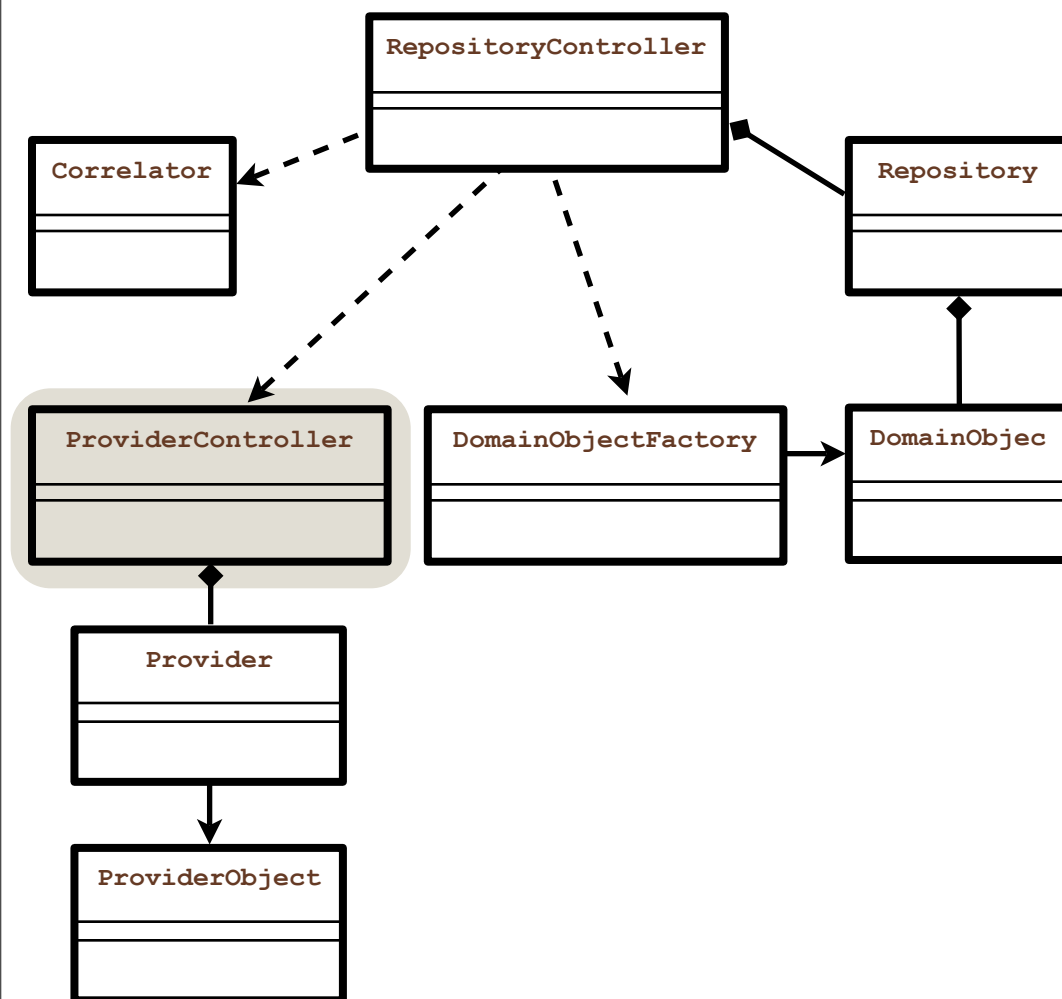 RepositoryController
Correlator
Repository
ProviderController
DomainObjectFactory
DomainObjec
Provider
ProviderObject